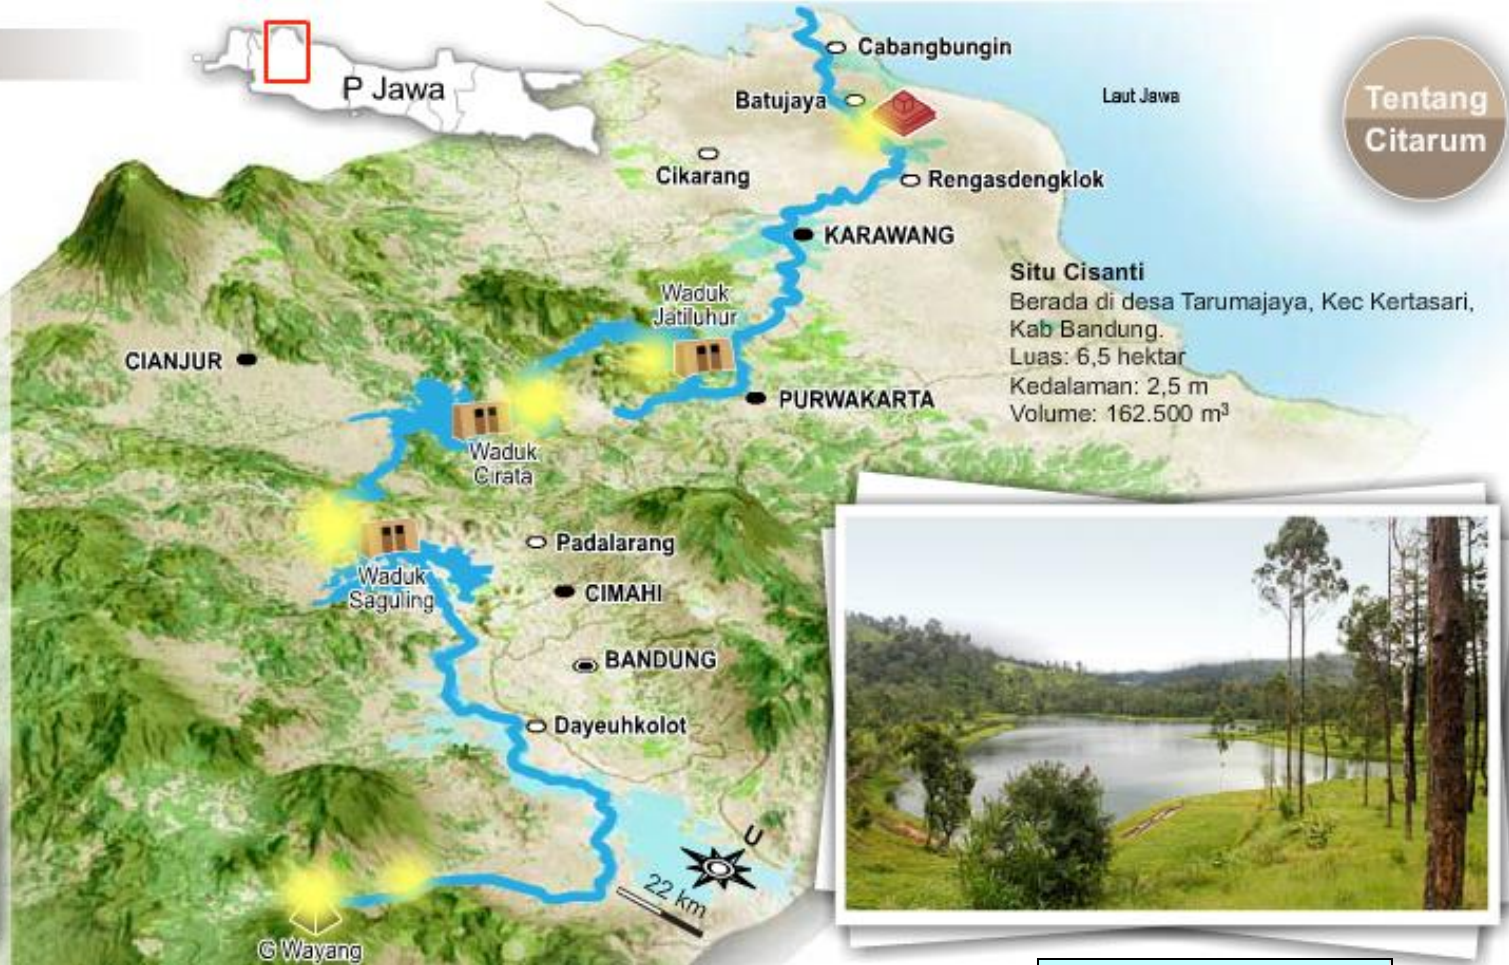 P Jawa
Cabangbungin
Batujaya
Laut Jawa
Tentang
Citarum
Cikarang
Rengasdengklok
KARAWANG
Situ Cisanti
Berada di desa Tarumajaya, Kec Kertasari,
Kab Bandung.
Luas: 6,5 hektar
Kedalaman: 2,5 m
Volume: 162.500 m³
Waduk
Jatiluhur
CIANJUR
PURWAKARTA
Waduk
Cirata
Padalarang
Waduk
Saguling
CIMAHI
BANDUNG
Dayeuhkolot
U
22 km
G Wayang